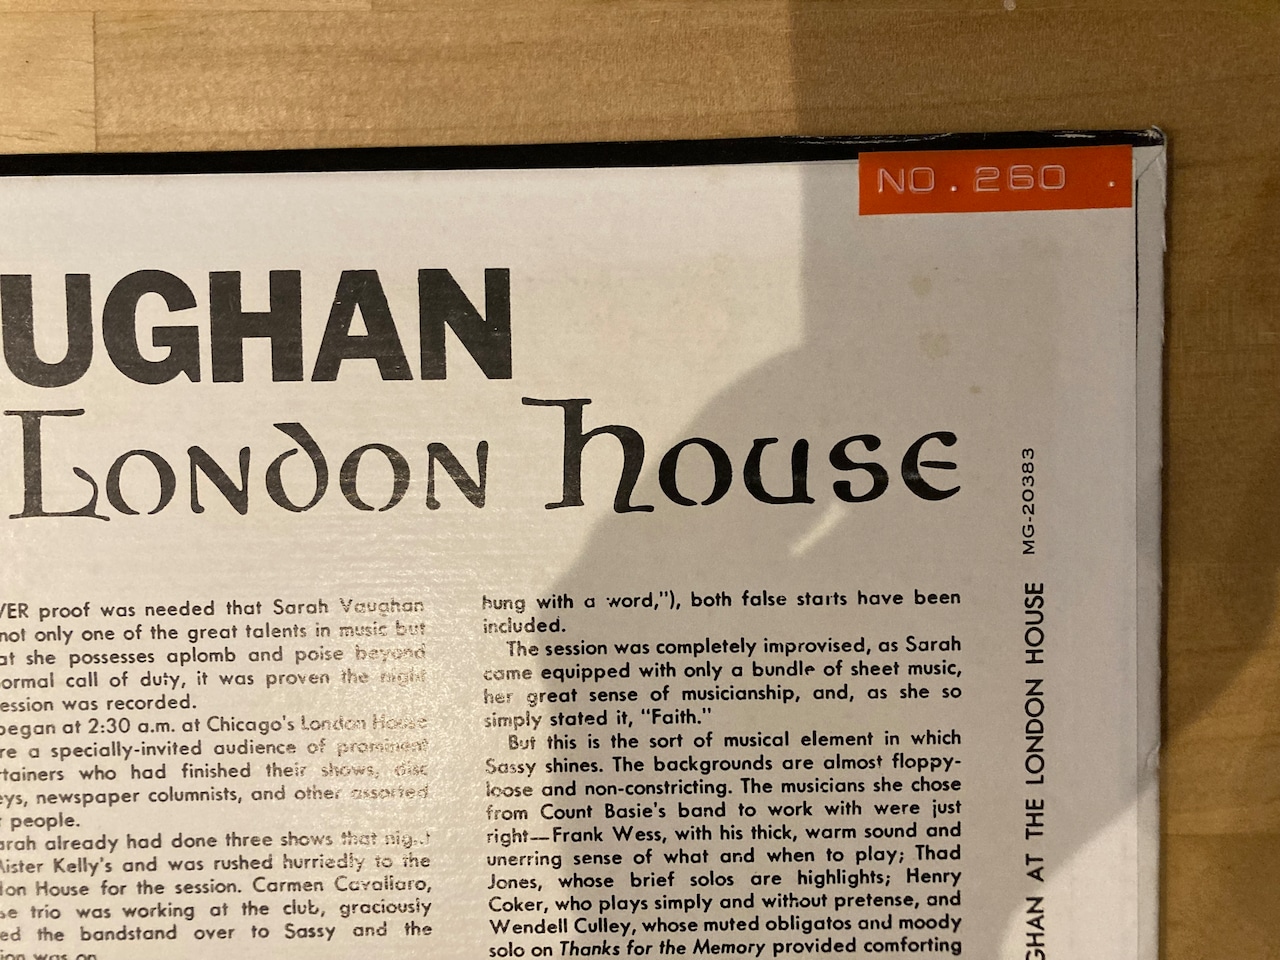 NO. 260 .
UGHAN
LONDON HOUSE
VER proof was needed that Sarah Vaughan
not only one of the great talents in music but
at she possesses aplomb and poise beyond
ormal call of duty, it was proven the night
ession was recorded.
began at 2:30 a.m. at Chicago's London House
re a specially-invited audience of prominent
rtainers who had finished their shows, disc
eys, newspaper columnists, and other assorted
r people.
arah already had done three shows that night
Mister Kelly's and was rushed hurriedly to the
don House for the session. Carmen Cavallaro,
se trio was working at the club, graciously
ed the bandstand over to Sassy and the
ion was on.
hung with a word,"), both false starts have been
included.
The session was completely improvised, as Sarah
came equipped with only a bundle of sheet music,
her great sense of musicianship, and, as she so
simply stated it, "Faith."
But this is the sort of musical element in which
Sassy shines. The backgrounds are almost floppy-
loose and non-constricting. The musicians she chose
from Count Basie's band to work with were just
right—Frank Wess, with his thick, warm sound and
unerring sense of what and when to play; Thad
Jones, whose brief solos are highlights; Henry
Coker, who plays simply and without pretense, and
Wendell Culley, whose muted obligatos and moody
solo on Thanks for the Memory provided comforting
GHAN AT THE LONDON HOUSE MG-20383